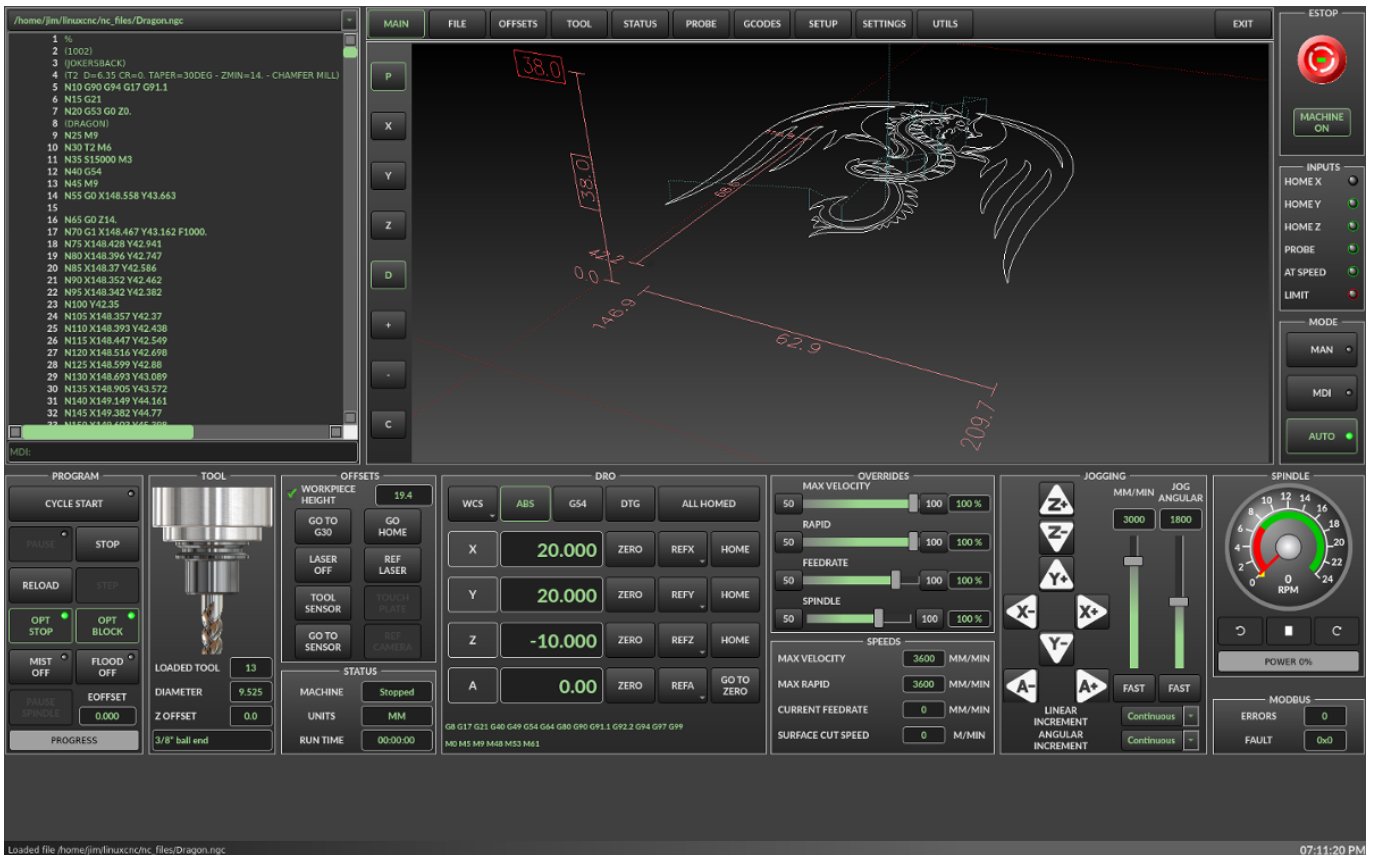 /home/jim/linuxcnc/nc_files/Dragon.ngc
1 %
2 (1002)
3 (JOKERSBACK)
4 (T2 D=6.35 CR=0. TAPER=30DEG - ZMIN=14. - CHAMFER MILL)
5 N10 G90 G94 G17 G91.1
6 N15 G21
7 N20 G53 G0 Z0.
8 (DRAGON)
9 N25 M9
10 N30 T2 M6
11 N35 S15000 M3
12 N40 G54
13 N45 M9
14 N55 G0 X148.558 Y43.663
15
16 N65 G0 Z14.
17 N70 G1 X148.467 Y43.162 F1000.
18 N75 X148.428 Y42.941
19 N80 X148.396 Y42.747
20 N85 X148.37 Y42.586
21 N90 X148.352 Y42.462
22 N95 X148.342 Y42.382
23 N100 Y42.35
24 N105 X148.357 Y42.37
25 N110 X148.393 Y42.438
26 N115 X148.447 Y42.549
27 N120 X148.516 Y42.698
28 N125 X148.599 Y42.88
29 N130 X148.693 Y43.089
30 N135 X148.905 Y43.572
31 N140 X149.149 Y44.161
32 N145 X149.382 Y44.77
MDI:
MAIN FILE OFFSETS TOOL STATUS PROBE GCODES SETUP SETTINGS UTILS EXIT
P
X
Y
Z
D
+
-
C
38.0
38.0
68.6
42.2
0.0
146.9
62.9
209.7
ESTOP
MACHINE
ON
INPUTS
HOME X
HOME Y
HOME Z
PROBE
AT SPEED
LIMIT
MODE
MAN
MDI
AUTO
PROGRAM
CYCLE START
PAUSE STOP
RELOAD STEP
OPT STOP
OPT BLOCK
MIST OFF
FLOOD OFF
PAUSE SPINDLE
EOFFSET
0.000
PROGRESS
TOOL
LOADED TOOL 13
DIAMETER 9.525
Z OFFSET 0.0
3/8" ball end
OFFSETS
WORKPIECE HEIGHT 19.4
GO TO G30
GO HOME
LASER OFF
REF LASER
TOOL SENSOR
TOUCH PLATE
GO TO SENSOR
REF CAMERA
STATUS
MACHINE Stopped
UNITS MM
RUN TIME 00:00:00
DRO
WCS ABS G54 DTG ALL HOMED
X 20.000 ZERO REFX HOME
Y 20.000 ZERO REFY HOME
Z -10.000 ZERO REFZ HOME
A 0.00 ZERO REFA GO TO ZERO
G8 G17 G21 G40 G49 G54 G64 G80 G90 G91.1 G92.2 G94 G97 G99
M0 M5 M9 M48 M53 M61
OVERRIDES
MAX VELOCITY
50 100 100 %
RAPID
50 100 100 %
FEEDRATE
50 100 100 %
SPINDLE
50 100 100 %
SPEEDS
MAX VELOCITY 3600 MM/MIN
MAX RAPID 3600 MM/MIN
CURRENT FEEDRATE 0 MM/MIN
SURFACE CUT SPEED 0 M/MIN
JOGGING
MM/MIN
JOG ANGULAR
3000 1800
Z+
Z-
Y+
X- X+
Y-
A- A+
FAST FAST
LINEAR INCREMENT Continuous
ANGULAR INCREMENT Continuous
SPINDLE
0 2 4 6 8 10 12 14 16 18 20 22 24
0
RPM
POWER 0%
MODBUS
ERRORS 0
FAULT 0x0
Loaded file /home/jim/linuxcnc/nc_files/Dragon.ngc
07:11:20 PM